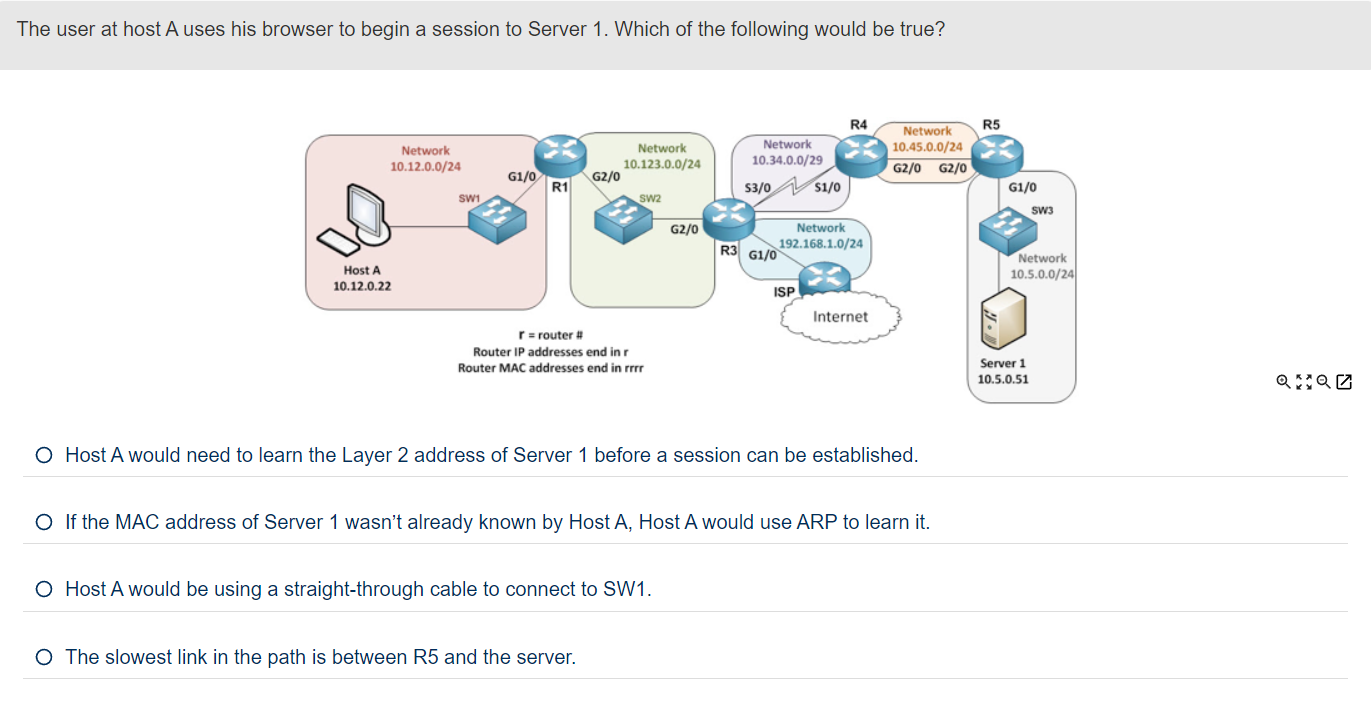 The user at host A uses his browser to begin a session to Server 1. Which of the following would be true?
R4
R5
Network
10.45.0.0/24
G2/0
G2/0
Network
10.12.0.0/24
G1/0
R1
SW1
Host A
10.12.0.22
Network
10.123.0.0/24
G2/0
SW2
G2/0
Network
10.34.0.0/29
S3/0
S1/0
R3
G1/0
Network
192.168.1.0/24
ISP
Internet
G1/0
SW3
Network
10.5.0.0/24
Server 1
10.5.0.51
r = router #
Router IP addresses end in r
Router MAC addresses end in rrrr
Host A would need to learn the Layer 2 address of Server 1 before a session can be established.
If the MAC address of Server 1 wasn’t already known by Host A, Host A would use ARP to learn it.
Host A would be using a straight-through cable to connect to SW1.
The slowest link in the path is between R5 and the server.